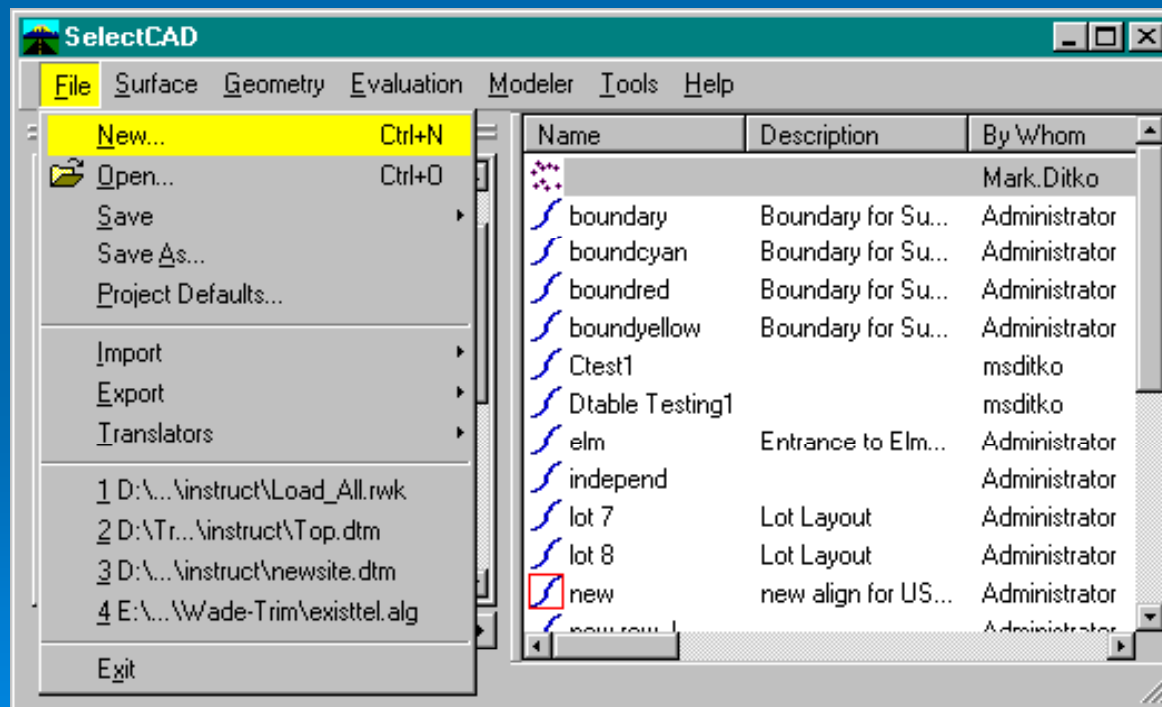 SelectCAD
File Surface Geometry Evaluation Modeler Tools Help
New... Ctrl+N
Open... Ctrl+O
Save
Save As...
Project Defaults...
Import
Export
Translators
1 D:\...\instruct\Load_All.rwk
2 D:\Tr...\instruct\Top.dtm
3 D:\...\instruct\newsite.dtm
4 E:\...\Wade-Trim\existtel.alg
Exit
Name Description By Whom
Mark.Ditko
boundary Boundary for Su... Administrator
boundcyan Boundary for Su... Administrator
boundred Boundary for Su... Administrator
boundyellow Boundary for Su... Administrator
Ctest1 msditko
Dtable Testing1 msditko
elm Entrance to Elm... Administrator
independ Administrator
lot 7 Lot Layout Administrator
lot 8 Lot Layout Administrator
new new align for US... Administrator
Administrator